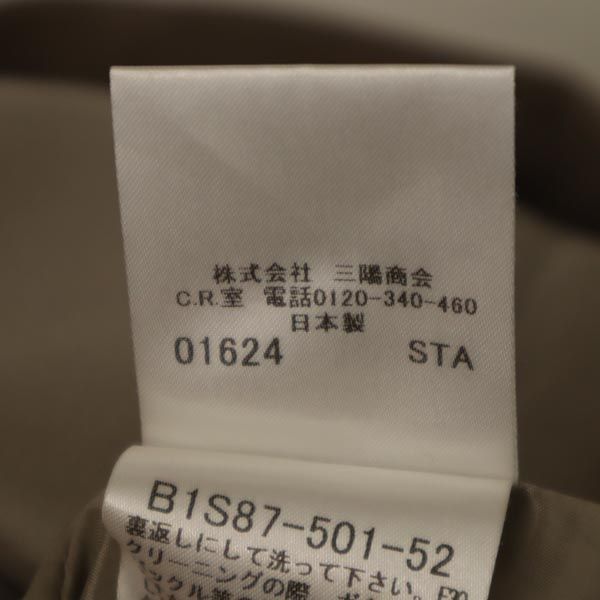 株式会社 三陽商会
C.R.室 電話0120-340-460
日本製
01624 STA
B1S87-501-52
裏返しにして洗って下さい。
クリーニングの際、ボ